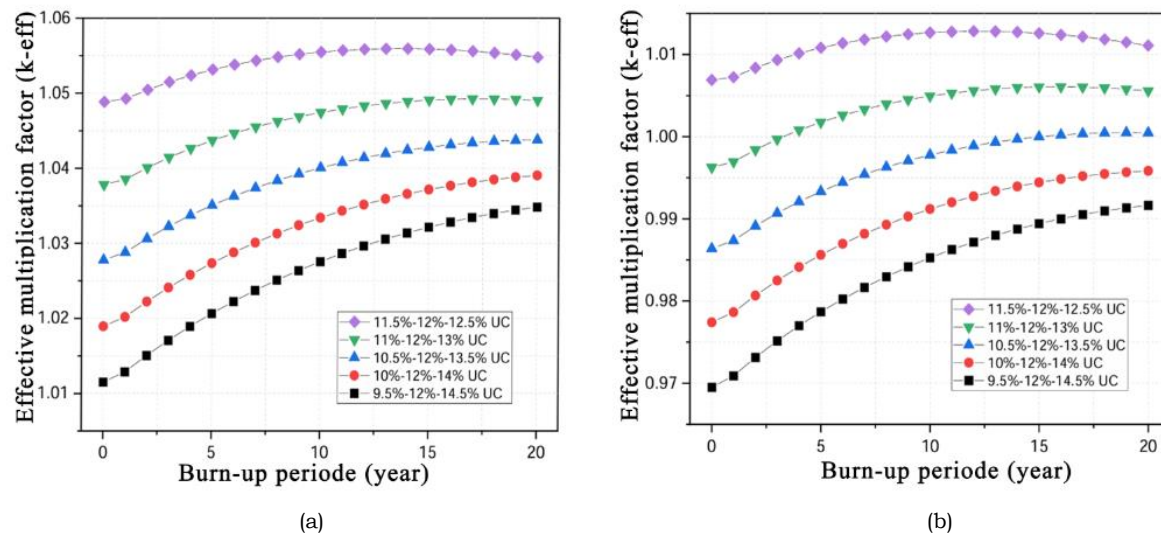 Effective multiplication factor (k-eff)
1.06
1.05
1.04
1.03
1.02
1.01
11.5%-12%-12.5% UC
11%-12%-13% UC
10.5%-12%-13.5% UC
10%-12%-14% UC
9.5%-12%-14.5% UC
0 5 10 15 20
Burn-up periode (year)
(a)
Effective multiplication factor (k-eff)
1.01
1.00
0.99
0.98
0.97
11.5%-12%-12.5% UC
11%-12%-13% UC
10.5%-12%-13.5% UC
10%-12%-14% UC
9.5%-12%-14.5% UC
0 5 10 15 20
Burn-up periode (year)
(b)